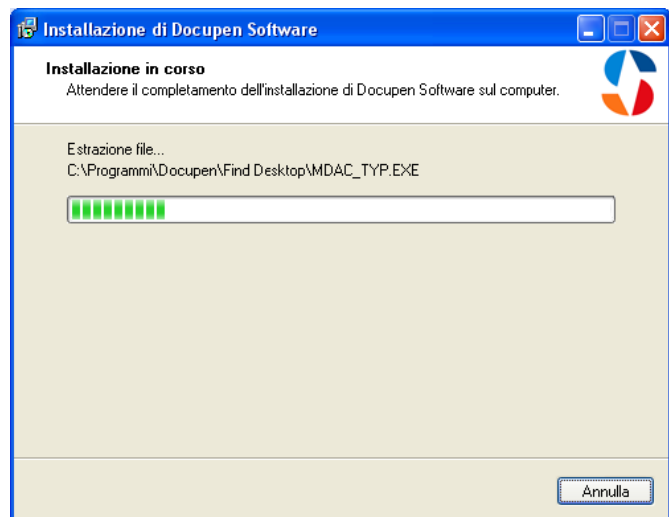 Installazione di Docupen Software
Installazione in corso
Attendere il completamento dell'installazione di Docupen Software sul computer.
Estrazione file...
C:\Programmi\Docupen\Find Desktop\MDAC_TYP.EXE
Annulla